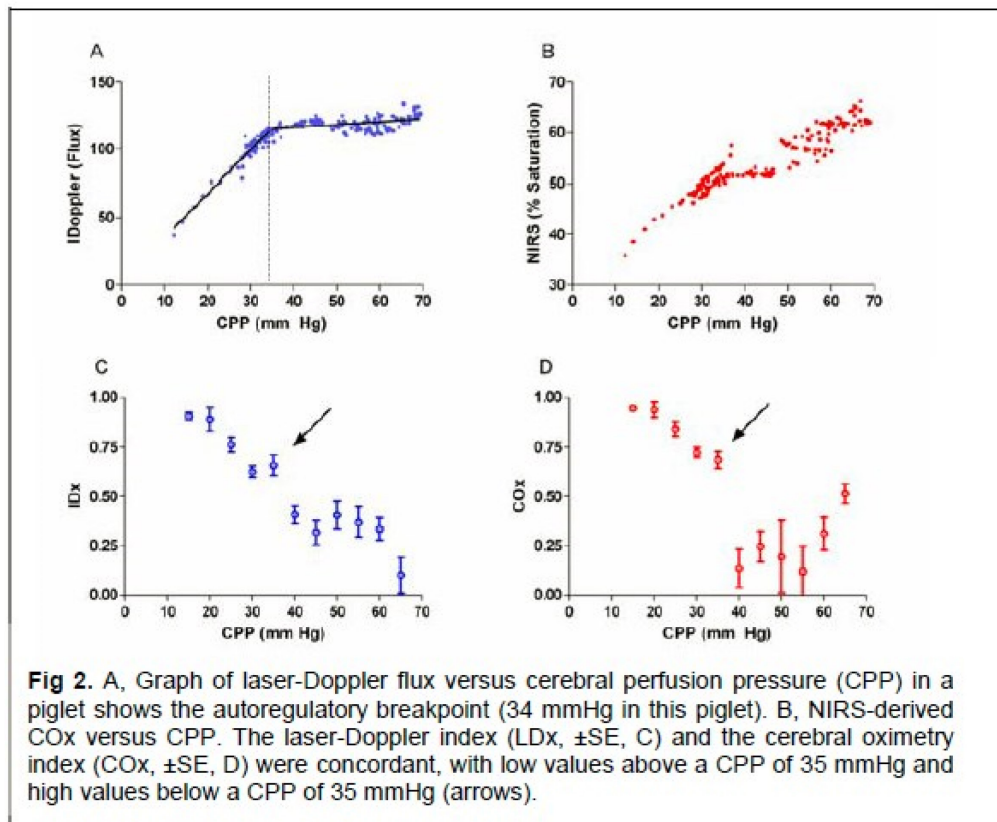 A
150
100
50
0
IDoppler (Flux)
0 10 20 30 40 50 60 70
CPP (mm Hg)
B
70
60
50
40
30
NIRS (% Saturation)
0 10 20 30 40 50 60 70
CPP (mm Hg)
C
1.00
0.75
0.50
0.25
0.00
IDx
0 10 20 30 40 50 60 70
CPP (mm Hg)
D
1.00
0.75
0.50
0.25
0.00
COx
0 10 20 30 40 50 60 70
CPP (mm Hg)
Fig 2. A, Graph of laser-Doppler flux versus cerebral perfusion pressure (CPP) in a
piglet shows the autoregulatory breakpoint (34 mmHg in this piglet). B, NIRS-derived
COx versus CPP. The laser-Doppler index (LDx, ±SE, C) and the cerebral oximetry
index (COx, ±SE, D) were concordant, with low values above a CPP of 35 mmHg and
high values below a CPP of 35 mmHg (arrows).